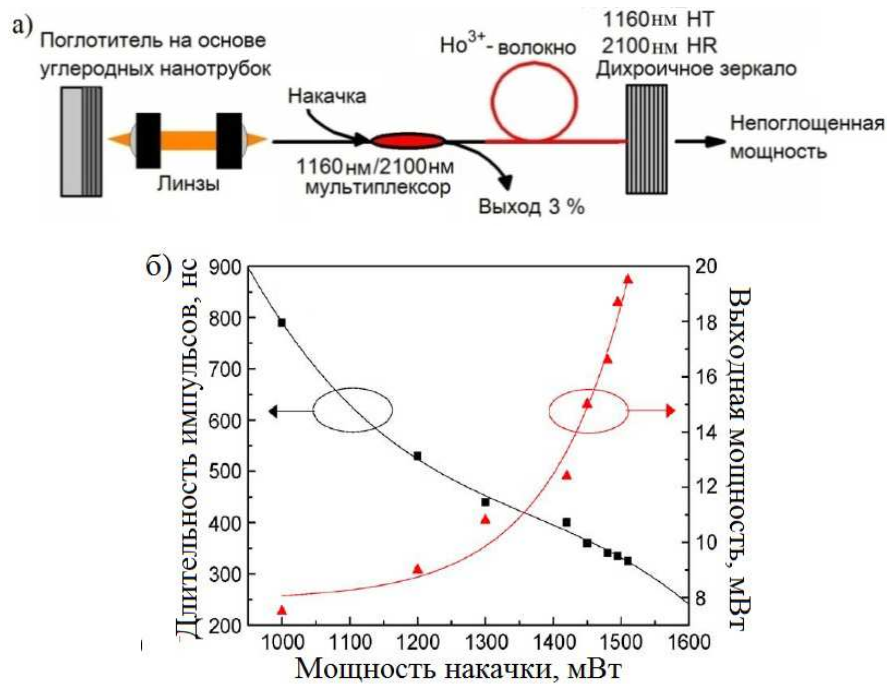 а)
Поглотитель на основе
углеродных нанотрубок
Линзы
Накачка
1160нм/2100нм
мультиплексор
Выход 3 %
Ho3+- волокно
1160нм HT
2100нм HR
Дихроичное зеркало
Непоглощенная
мощность
б)
Длительность импульсов, нс
900
800
700
600
500
400
300
200
1000
1100
1200
1300
1400
1500
1600
Мощность накачки, мВт
20
18
16
14
12
10
8
Выходная мощность, мВт